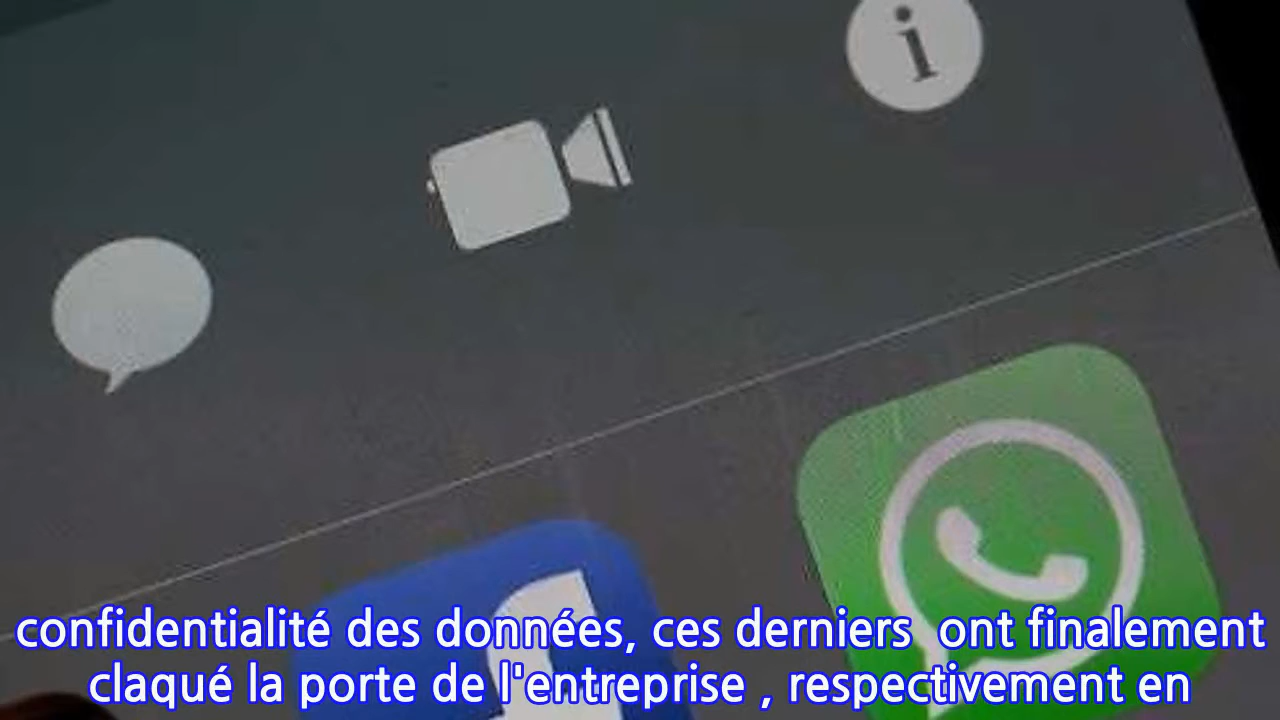 i
f
confidentialité des données, ces derniers  ont finalement
claqué la porte de l'entreprise , respectivement en